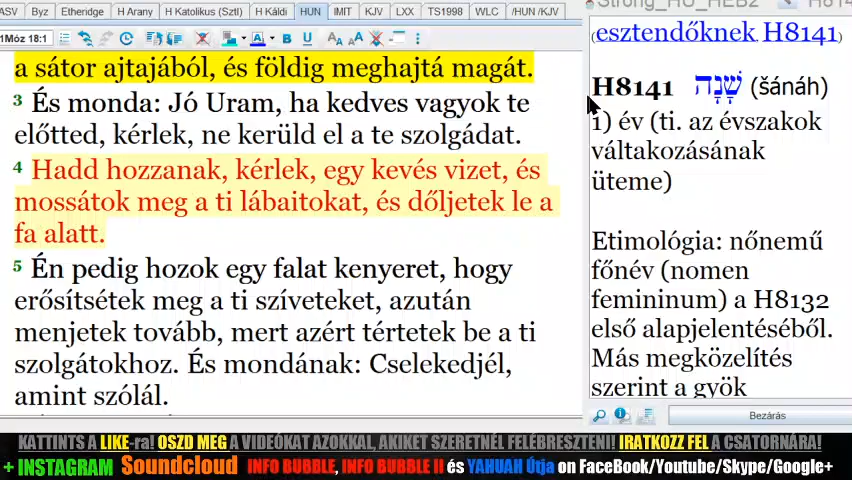 ASV Byz Etheridge H Arany H Katolikus (SztI) H Káldi HUN IMIT KJV LXX TS1998 WLC /HUN /KJV
1Móz 18:1
a sátor ajtajából, és földig meghajtá magát.
3 És monda: Jó Uram, ha kedves vagyok te
előtted, kérlek, ne kerüld el a te szolgádat.
4 Hadd hozzanak, kérlek, egy kevés vizet, és
mossátok meg a ti lábaitokat, és dőljetek le a
fa alatt.
5 Én pedig hozok egy falat kenyeret, hogy
erősítsétek meg a ti szíveteket, azután
menjetek tovább, mert azért tértetek be a ti
szolgátokhoz. És mondának: Cselekedjél,
amint szólál.
Strong_HU_HEB2
(esztendőknek H8141)
H8141 שָׁנָה (šánáh)
1) év (ti. az évszakok
váltakozásának
üteme)
Etimológia: nőnemű
főnév (nomen
femininum) a H8132
első alapjelentéséből.
Más megközelítés
szerint a gyök
Bezárás
KATTINTS A LIKE-ra! OSZD MEG A VIDEÓKAT AZOKKAL, AKIKET SZERETNÉL FELÉBRESZTENI! IRATKOZZ FEL A CSATORNÁRA!
+ INSTAGRAM Soundcloud INFO BUBBLE, INFO BUBBLE II és YAHUAH Útja on FaceBook/Youtube/Skype/Google+